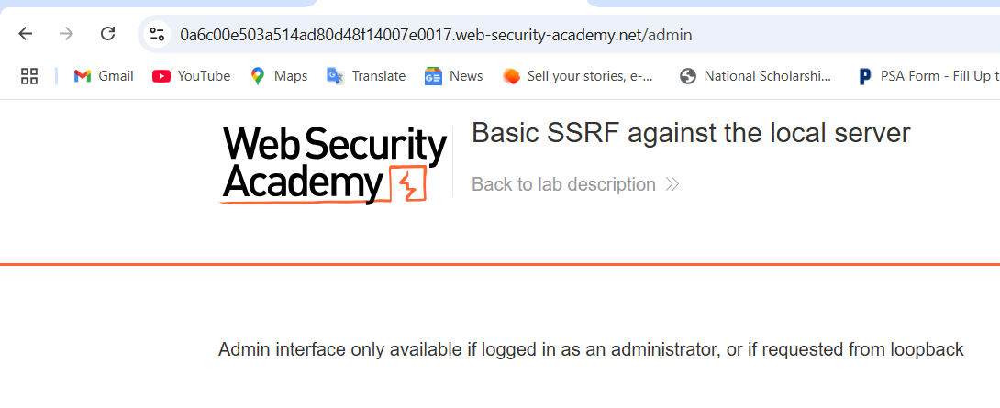 0a6c00e503a514ad80d48f14007e0017.web-security-academy.net/admin
Gmail YouTube Maps Translate News Sell your stories, e-... National Scholarshi... PSA Form - Fill Up t
Web Security
Academy
Basic SSRF against the local server
Back to lab description
Admin interface only available if logged in as an administrator, or if requested from loopback